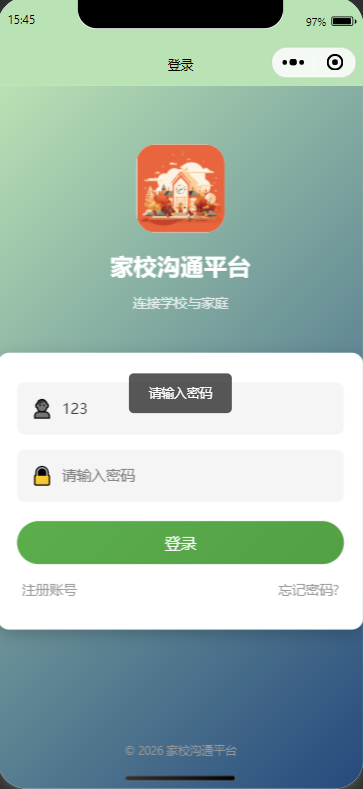 15:45
97%
登录
家校沟通平台
连接学校与家庭
请输入密码
123
请输入密码
登录
注册账号
忘记密码?
© 2026 家校沟通平台